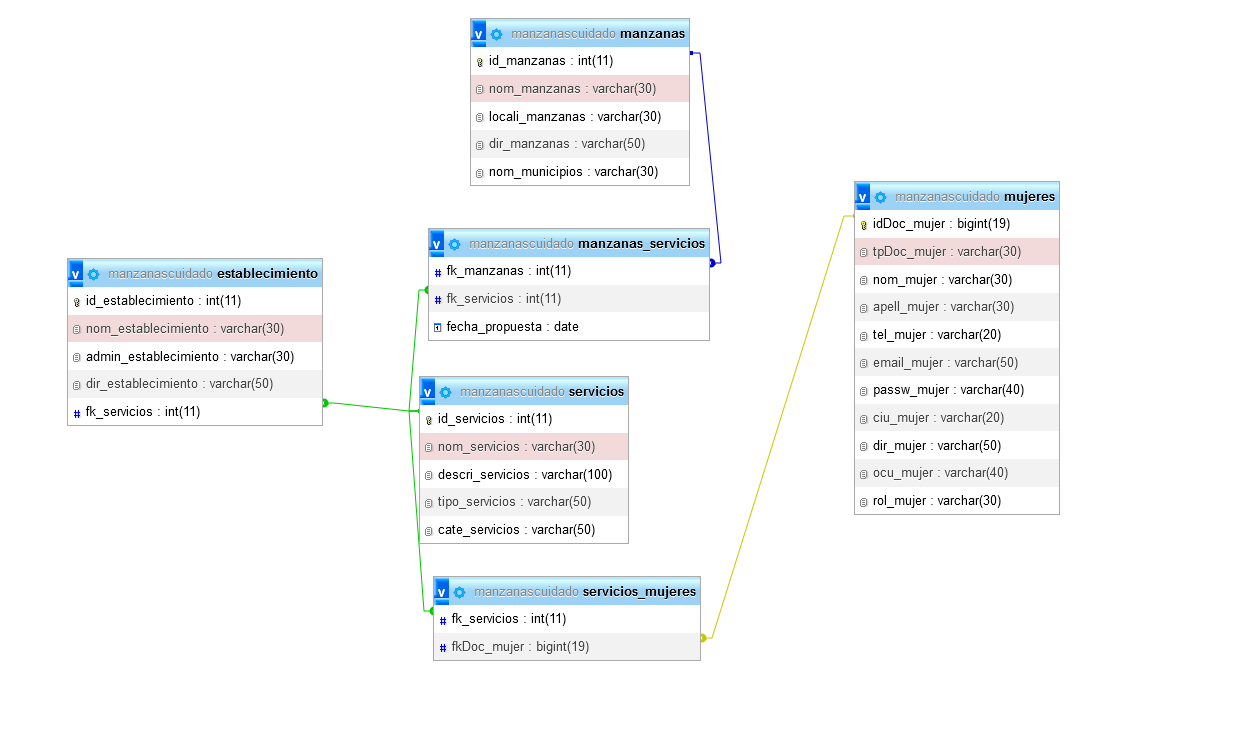 manzanascuidado manzanas
id_manzanas : int(11)
nom_manzanas : varchar(30)
locali_manzanas : varchar(30)
dir_manzanas : varchar(50)
nom_municipios : varchar(30)
manzanascuidado mujeres
idDoc_mujer : bigint(19)
tpDoc_mujer : varchar(30)
nom_mujer : varchar(30)
apell_mujer : varchar(30)
tel_mujer : varchar(20)
email_mujer : varchar(50)
passw_mujer : varchar(40)
ciu_mujer : varchar(20)
dir_mujer : varchar(50)
ocu_mujer : varchar(40)
rol_mujer : varchar(30)
manzanascuidado manzanas_servicios
fk_manzanas : int(11)
fk_servicios : int(11)
fecha_propuesta : date
manzanascuidado establecimiento
id_establecimiento : int(11)
nom_establecimiento : varchar(30)
admin_establecimiento : varchar(30)
dir_establecimiento : varchar(50)
fk_servicios : int(11)
manzanascuidado servicios
id_servicios : int(11)
nom_servicios : varchar(30)
descri_servicios : varchar(100)
tipo_servicios : varchar(50)
cate_servicios : varchar(50)
manzanascuidado servicios_mujeres
fk_servicios : int(11)
fkDoc_mujer : bigint(19)